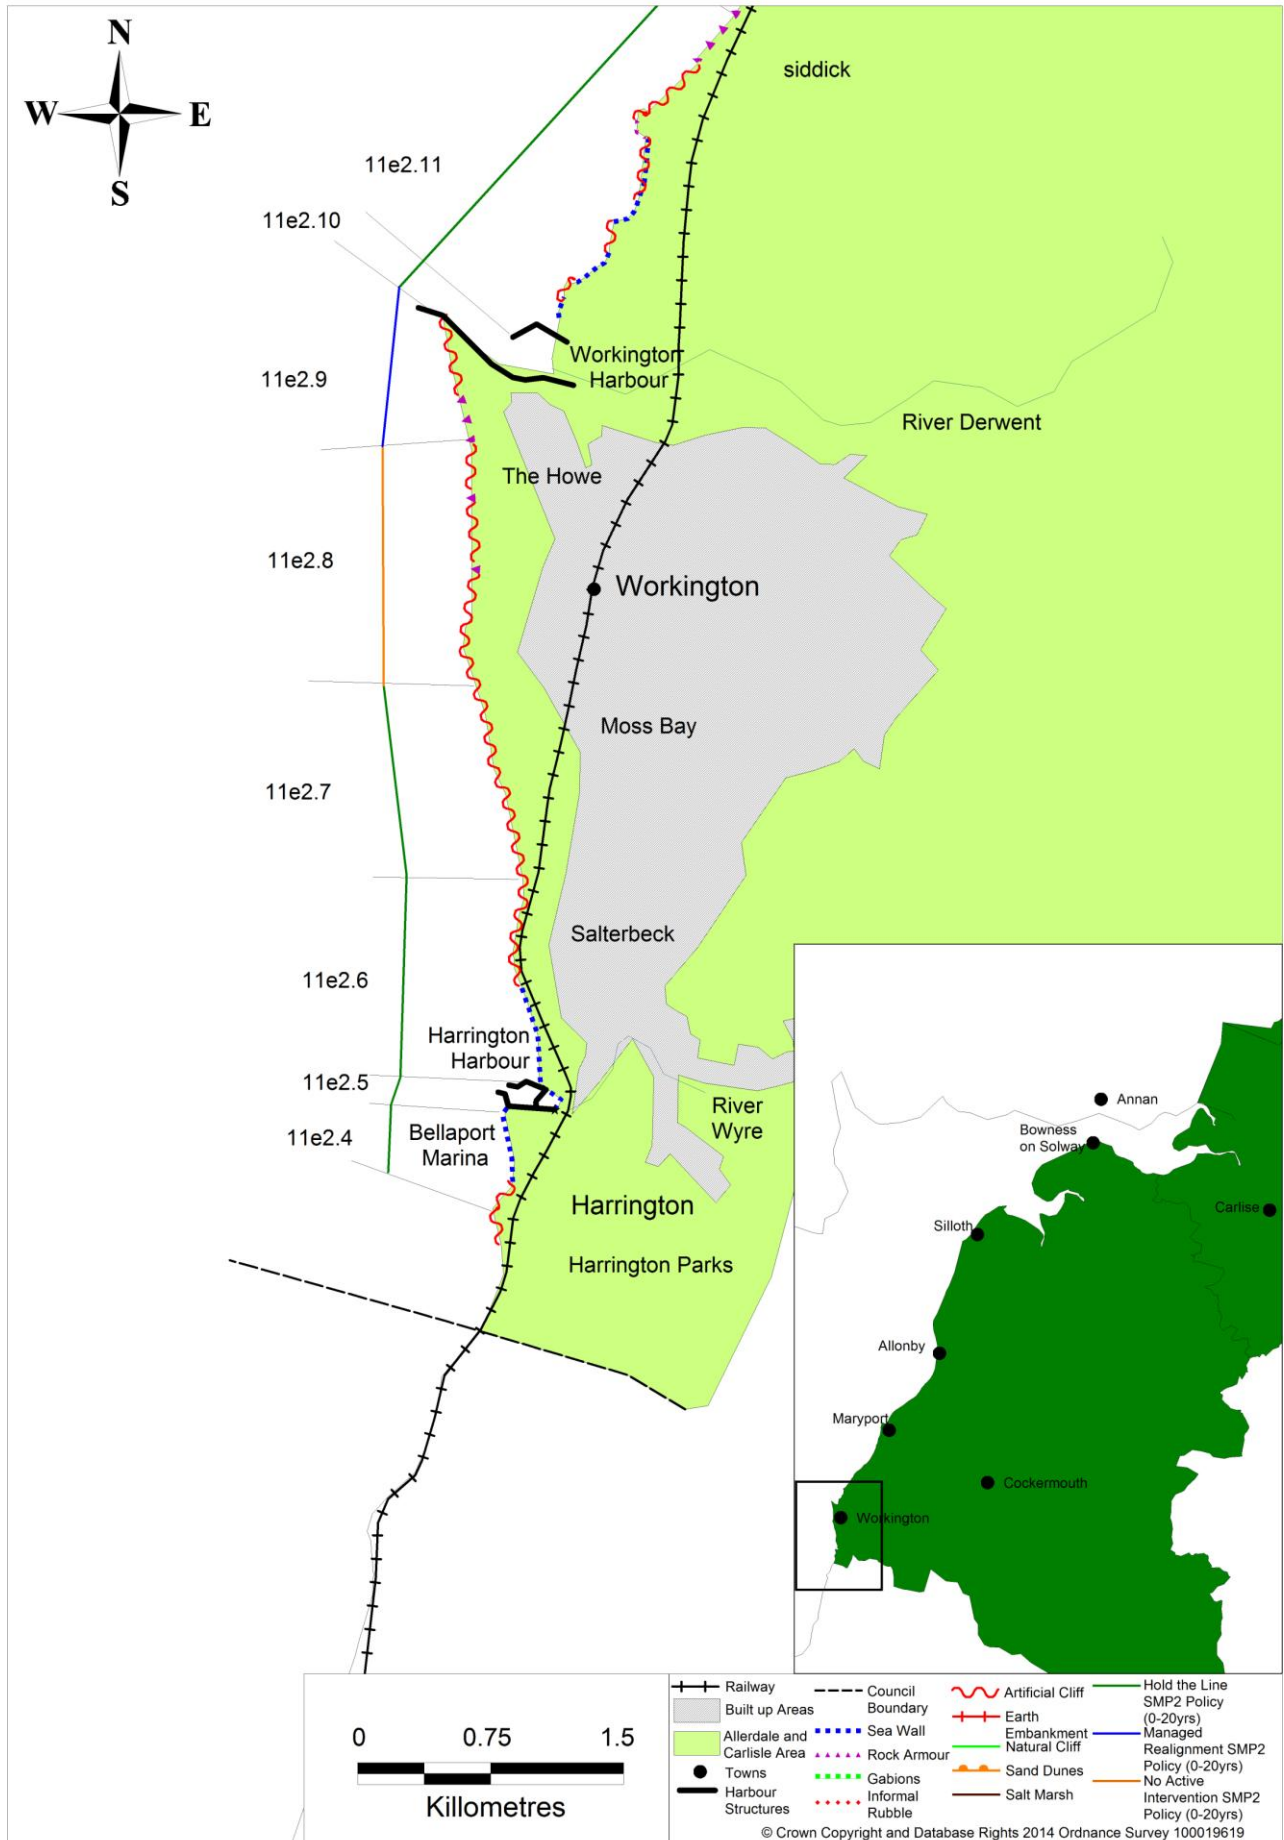 N
W E
S
siddick
11e2.11
11e2.10
Workington
Harbour
11e2.9
River Derwent
The Howe
11e2.8
Workington
Moss Bay
11e2.7
Salterbeck
11e2.6
Harrington
Harbour
11e2.5
River
Wyre
11e2.4
Bellaport
Marina
Harrington
Harrington Parks
Annan
Bowness
on Solway
Carlise
Silloth
Allonby
Maryport
Cockermouth
Workington
0 0.75 1.5
Killometres
Railway
Built up Areas
Allerdale and
Carlisle Area
Towns
Harbour
Structures
Council
Boundary
Sea Wall
Rock Armour
Gabions
Informal
Rubble
Artificial Cliff
Earth
Embankment
Natural Cliff
Sand Dunes
Salt Marsh
Hold the Line
SMP2 Policy
(0-20yrs)
Managed
Realignment SMP2
Policy (0-20yrs)
No Active
Intervention SMP2
Policy (0-20yrs)
© Crown Copyright and Database Rights 2014 Ordnance Survey 100019619